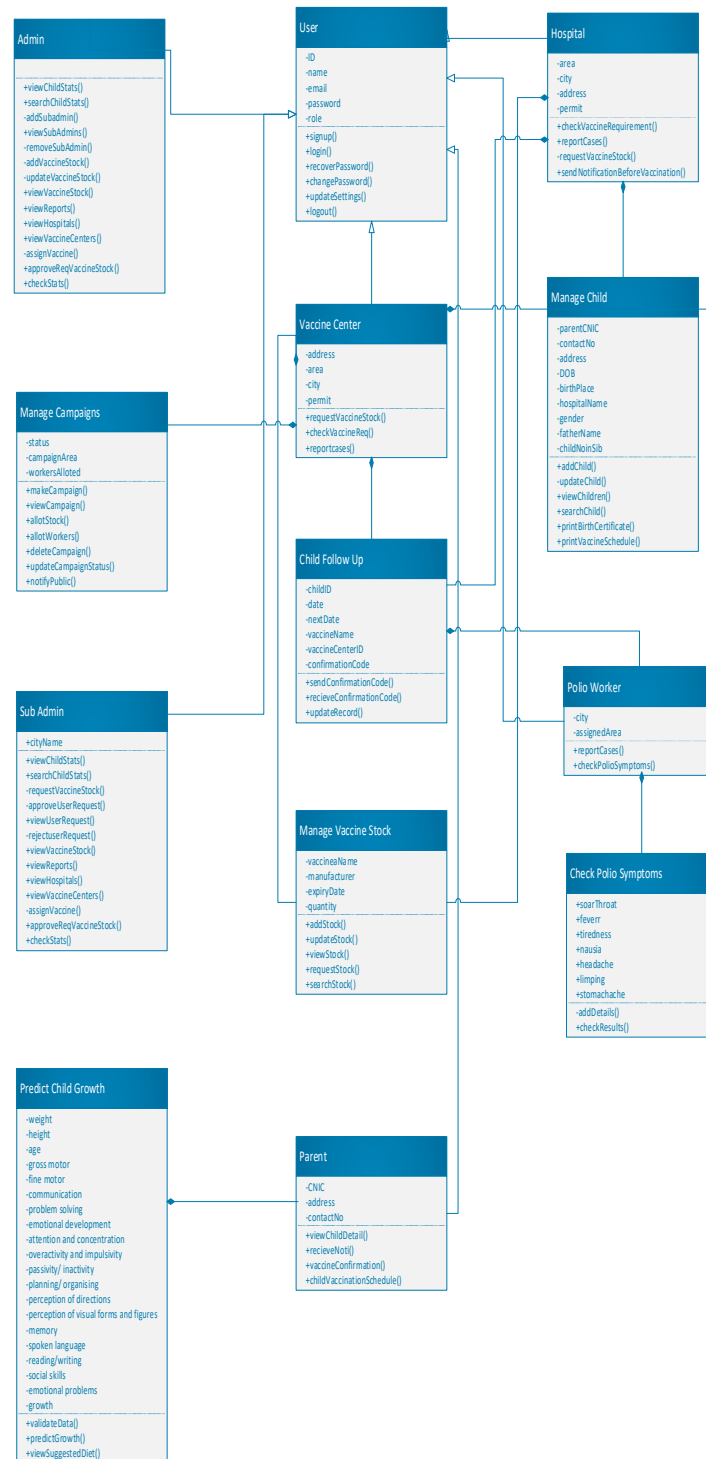 Admin
+viewChildStats()
+searchChildStats()
-addSubadmin()
+viewSubAdmins()
-removeSubAdmin()
-addVaccineStock()
-updateVaccineStock()
+viewVaccineStock()
+viewReports()
+viewHospitals()
+viewVaccineCenters()
-assignVaccine()
+approveReqVaccineStock()
+checkStats()
User
-ID
-name
-email
-password
-role
+signup()
+login()
+recoverPassword()
+changePassword()
+updateSettings()
+logout()
Hospital
-area
-city
-address
-permit
+checkVaccineRequirement()
+reportCases()
-requestVaccineStock()
+sendNotificationBeforeVaccination()
Vaccine Center
-address
-area
-city
-permit
+requestVaccineStock()
+checkVaccineReq()
+reportcases()
Manage Child
-parentCNIC
-contactNo
-address
-DOB
-birthPlace
-hospitalName
-gender
-fatherName
-childNoinSib
+addChild()
-updateChild()
+viewChildren()
+searchChild()
+printBirthCertificate()
+printVaccineSchedule()
Manage Campaigns
-status
-campaignArea
-workersAlloted
+makeCampaign()
+viewCampaign()
+allotStock()
+allotWorkers()
+deleteCampaign()
+updateCampaignStatus()
+notifyPublic()
Child Follow Up
-childID
-date
-nextDate
-vaccineName
-vaccineCenterID
-confirmationCode
+sendConfirmationCode()
+recieveConfirmationCode()
+updateRecord()
Polio Worker
-city
-assignedArea
+reportCases()
+checkPolioSymptoms()
Sub Admin
+cityName
+viewChildStats()
+searchChildStats()
-requestVaccineStock()
-approveUserRequest()
+viewUserRequest()
-rejectuserRequest()
+viewVaccineStock()
+viewReports()
+viewHospitals()
+viewVaccineCenters()
-assignVaccine()
+approveReqVaccineStock()
+checkStats()
Manage Vaccine Stock
-vaccineaName
-manufacturer
-expiryDate
-quantity
+addStock()
+updateStock()
+viewStock()
+requestStock()
+searchStock()
Check Polio Symptoms
+soarThroat
+feverr
+tiredness
+nausia
+headache
+limping
+stomachache
-addDetails()
+checkResults()
Predict Child Growth
-weight
-height
-age
-gross motor
-fine motor
-communication
-problem solving
-emotional development
-attention and concentration
-overactivity and impulsivity
-passivity/ inactivity
-planning/ organising
-perception of directions
-perception of visual forms and figures
-memory
-spoken language
-reading/writing
-social skills
-emotional problems
-growth
+validateData()
+predictGrowth()
+viewSuggestedDiet()
Parent
-CNIC
-address
-contactNo
+viewChildDetail()
+recieveNoti()
+vaccineConfirmation()
+childVaccinationSchedule()